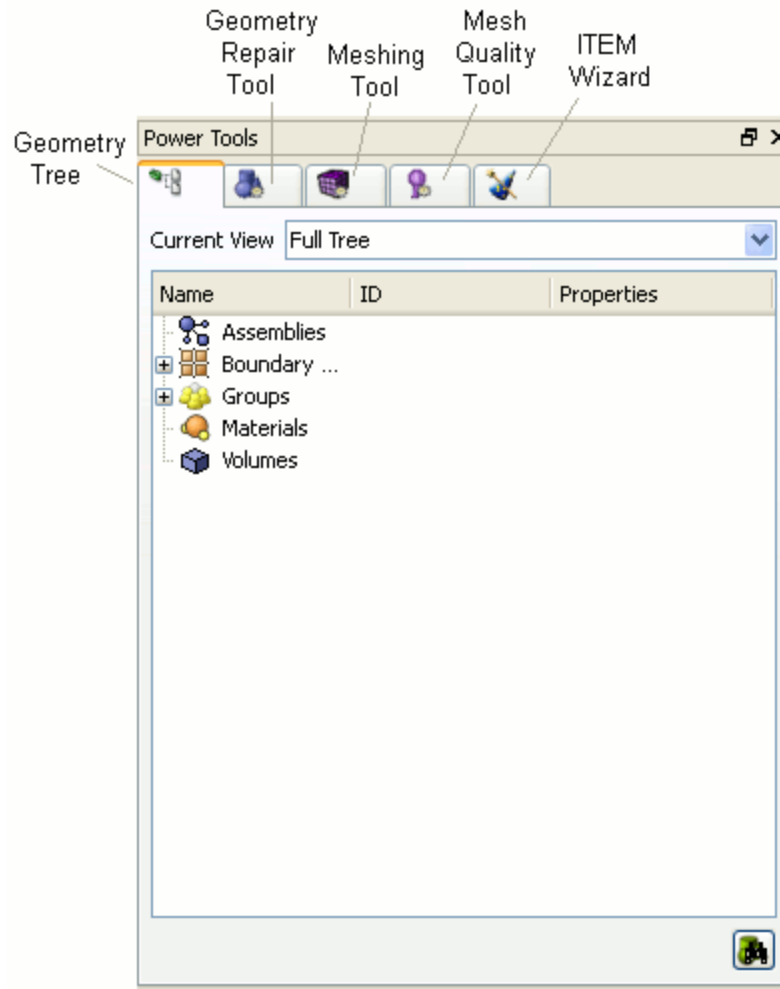 Geometry
Repair
Tool
Meshing
Tool
Mesh
Quality
Tool
ITEM
Wizard
Geometry
Tree
Power Tools
Current View Full Tree
Name ID Properties
Assemblies
Boundary ...
Groups
Materials
Volumes